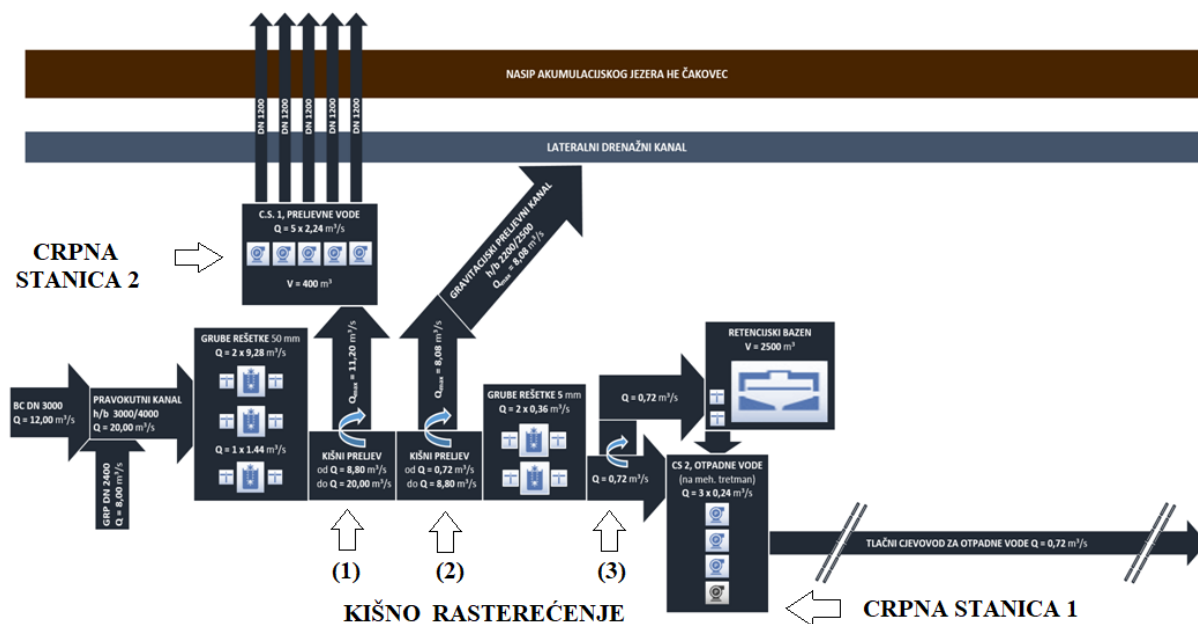 DN 1200
DN 1200
DN 1200
DN 1200
DN 1200
NASIP AKUMULACIJSKOG JEZERA HE ČAKOVEC
LATERALNI DRENAŽNI KANAL
C.S. 1, PRELJEVNE VODE
Q = 5 x 2,24 m³/s
V = 400 m³
CRPNA
STANICA 2
GRAVITACIJSKI PRELJEVNI KANAL
h/b 2200/2500
Qmax = 8,08 m³/s
BC DN 3000
Q = 12,00 m³/s
PRAVOKUTNI KANAL
h/b 3000/4000
Q = 20,00 m³/s
GRP DN 2400
Q = 8,00 m³/s
GRUBE REŠETKE 50 mm
Q = 2 x 9,28 m³/s
Q = 1 x 1.44 m³/s
Qmax = 11,20 m³/s
KIŠNI PRELJEV
od Q = 8,80 m³/s
do Q = 20,00 m³/s
Qmax = 8,08 m³/s
KIŠNI PRELJEV
od Q = 0,72 m³/s
do Q = 8,80 m³/s
GRUBE REŠETKE 5 mm
Q = 2 x 0,36 m³/s
Q = 0,72 m³/s
Q = 0,72 m³/s
RETENCIJSKI BAZEN
V = 2500 m³
CS 2, OTPADNE VODE
(na meh. tretman)
Q = 3 x 0,24 m³/s
TLAČNI CJEVOVOD ZA OTPADNE VODE Q = 0,72 m³/s
(1)
(2)
(3)
KIŠNO RASTEREĆENJE
CRPNA STANICA 1